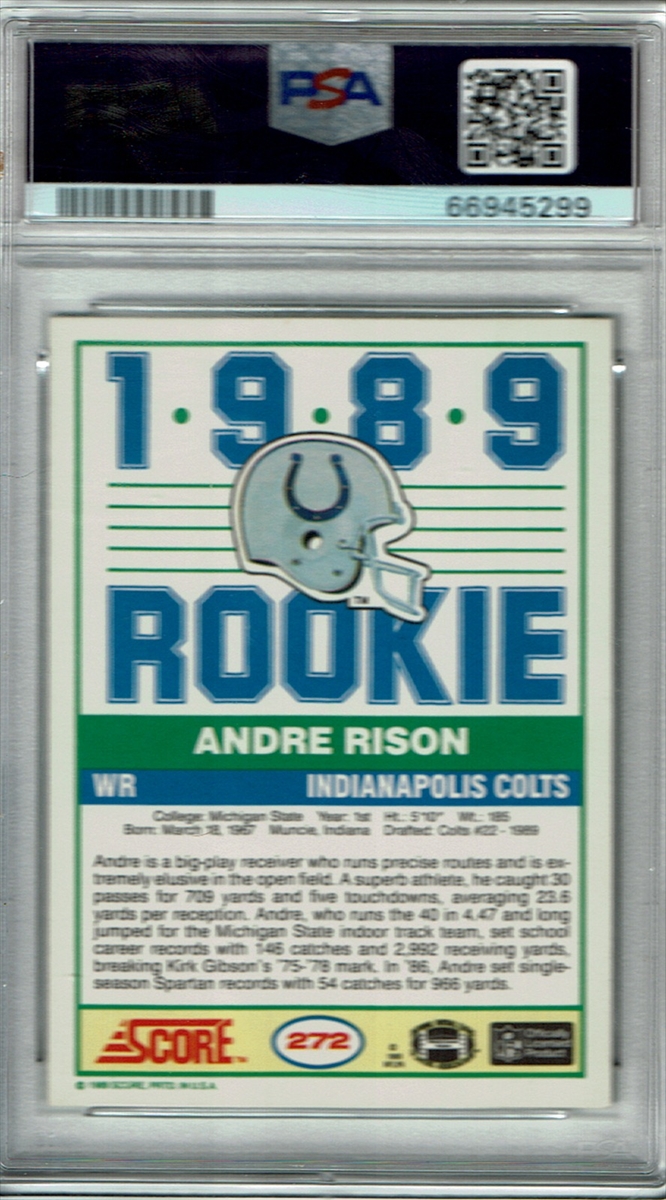 PSA
66945299
1·9·8·9
TM
ROOKIE
ANDRE RISON
WR INDIANAPOLIS COLTS
College: Michigan State Year: 1st Ht.: 5'10" Wt.: 185
Born: March 18, 1967 Muncie, Indiana Drafted: Colts #22 - 1989
Andre is a big-play receiver who runs precise routes and is ex-
tremely elusive in the open field. A superb athlete, he caught 30
passes for 709 yards and five touchdowns, averaging 23.6
yards per reception. Andre, who runs the 40 in 4.47 and long
jumped for the Michigan State indoor track team, set school
career records with 146 catches and 2,992 receiving yards,
breaking Kirk Gibson's '75-'78 mark. In '86, Andre set single-
season Spartan records with 54 catches for 966 yards.
SCORE 272
© 1989 SCORE, PRTD. IN U.S.A.
PSA